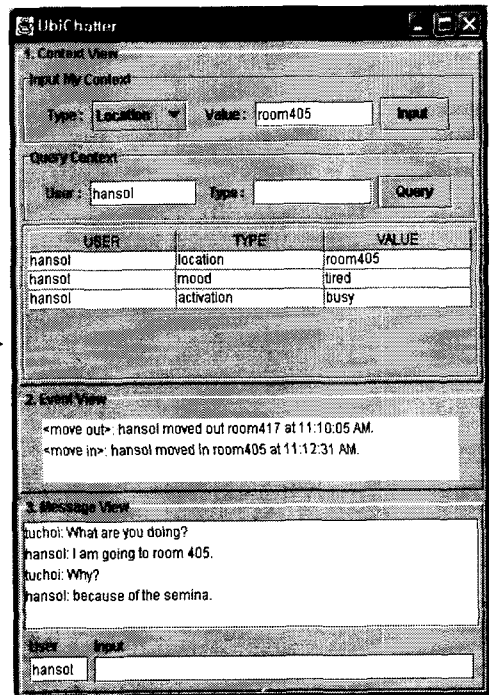 UbiChatter
1. Context View
Input My Context
Type: Location Value: room405 Input
Query Context
User: hansol Type: Query
USER TYPE VALUE
hansol location room405
hansol mood tired
hansol activation busy
2. Event View
<move out>: hansol moved out room417 at 11:10:05 AM.
<move in>: hansol moved in room405 at 11:12:31 AM.
3. Message View
tuchoi: What are you doing?
hansol: I am going to room 405.
tuchoi: Why?
hansol: because of the semina.
User Input
hansol